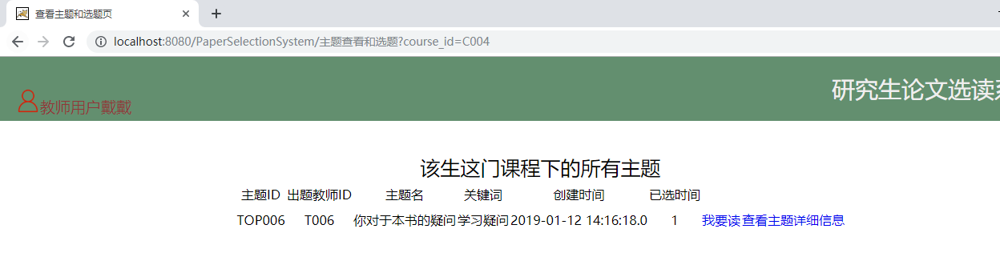 查看主题和选题页
localhost:8080/PaperSelectionSystem/主题查看和选题?course_id=C004
研究生论文选读
教师用户戴戴
该生这门课程下的所有主题
主题ID 出题教师ID 主题名 关键词 创建时间 已选时间
TOP006 T006 你对于本书的疑问 学习疑问 2019-01-12 14:16:18.0 1 我要读 查看主题详细信息